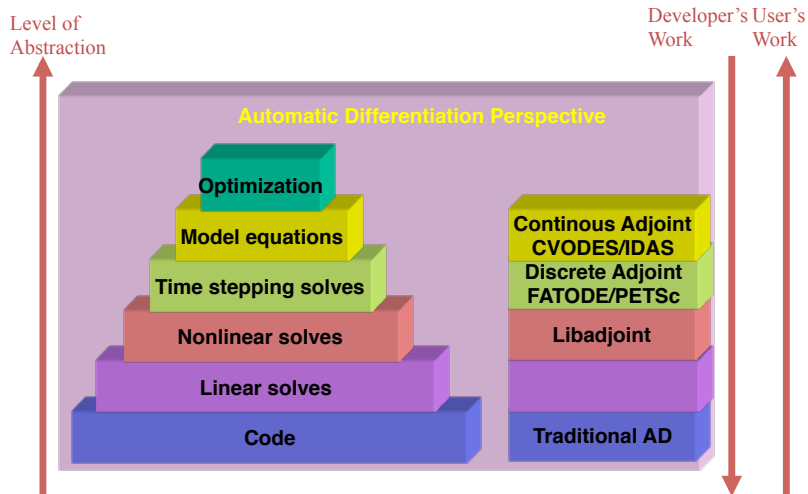 Level of
Abstraction
Developer's
Work
User's
Work
Automatic Differentiation Perspective
Optimization
Model equations
Time stepping solves
Nonlinear solves
Linear solves
Code
Continous Adjoint
CVODES/IDAS
Discrete Adjoint
FATODE/PETSc
Libadjoint
Traditional AD